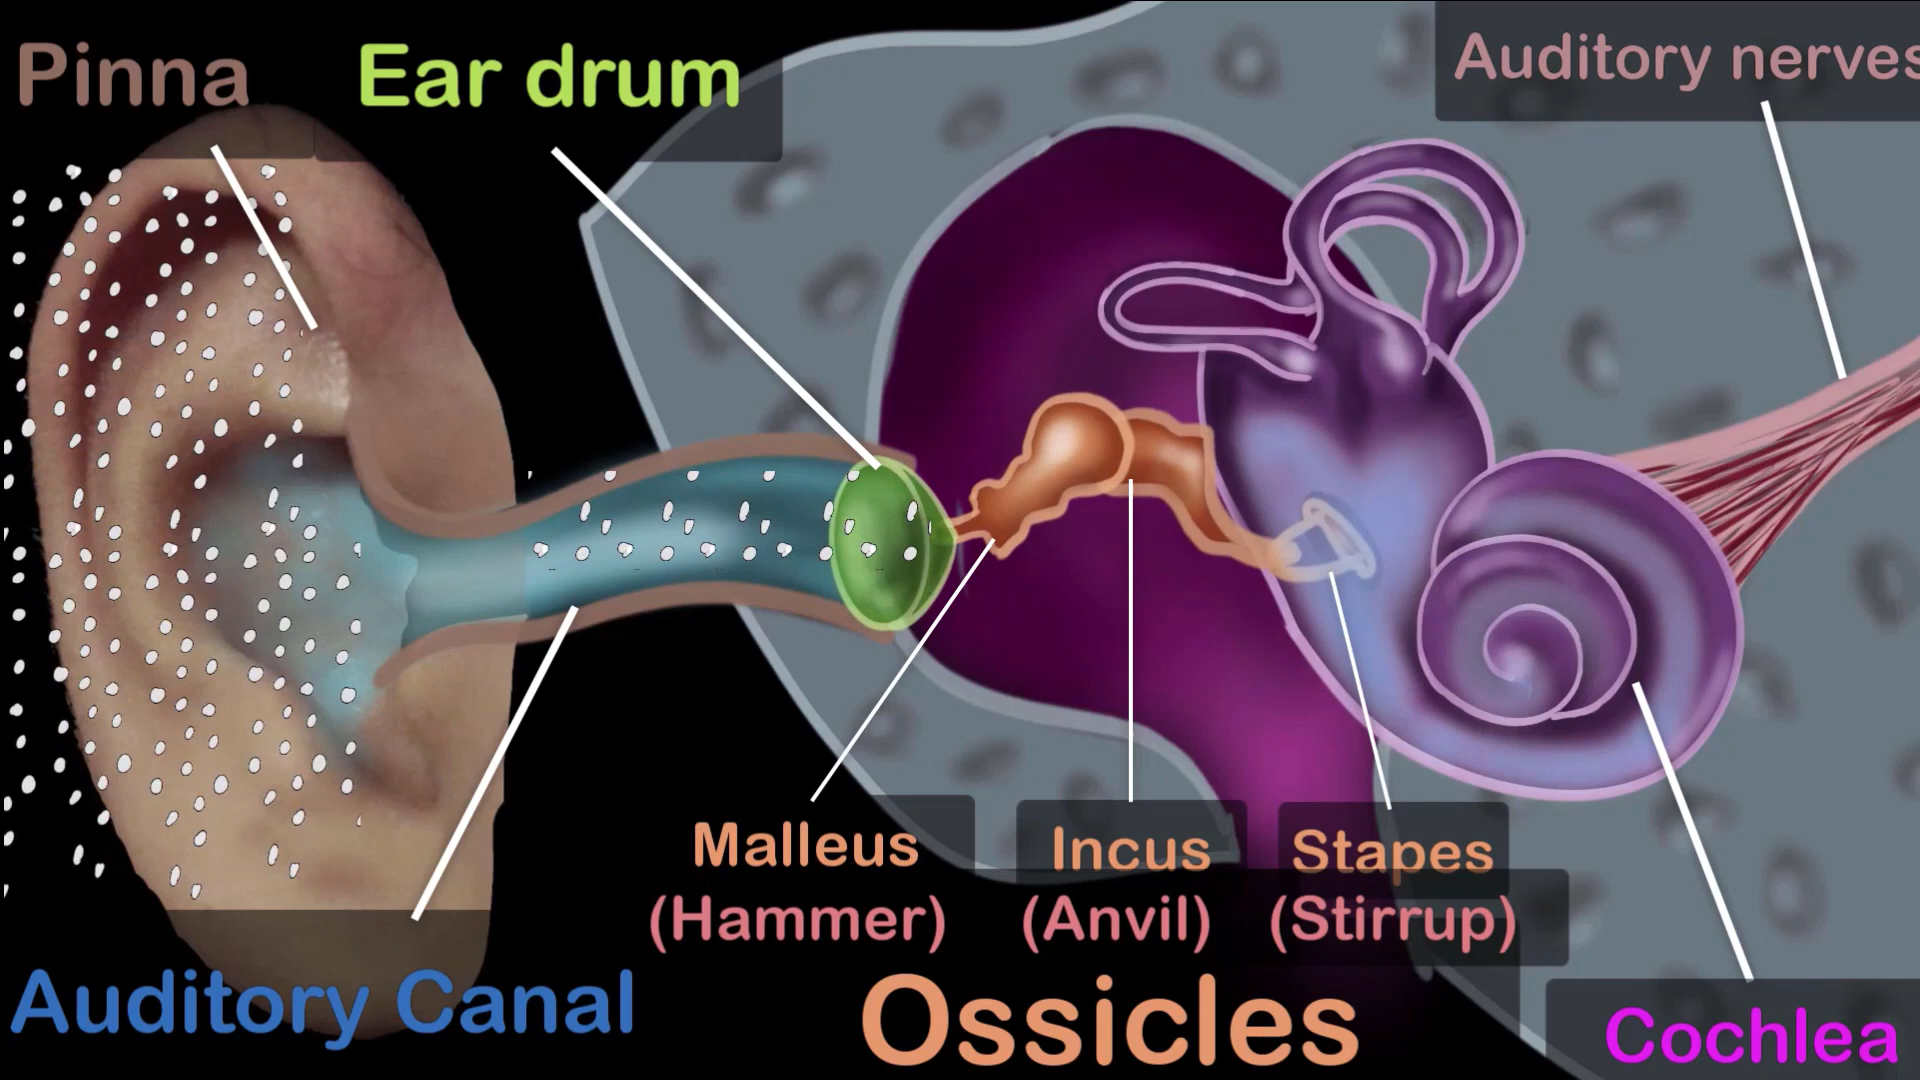 Pinna
Ear drum
Auditory nerves
Malleus
(Hammer)
Incus
(Anvil)
Stapes
(Stirrup)
Auditory Canal
Ossicles
Cochlea